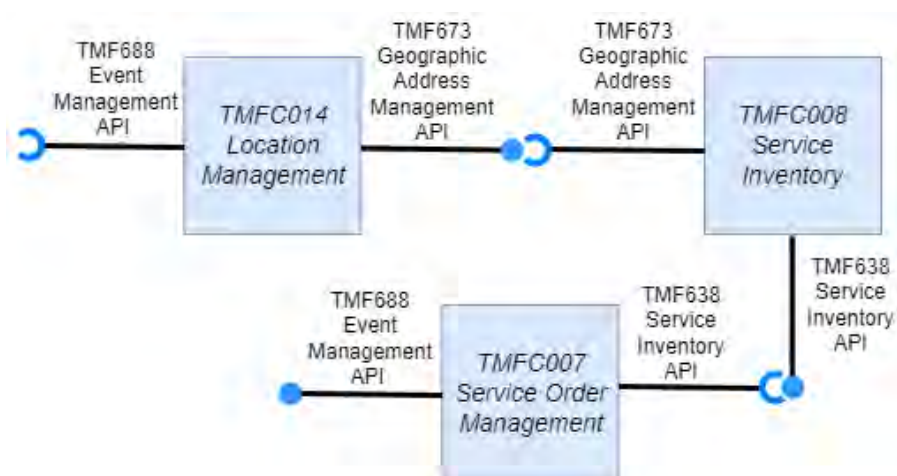 TMF688
Event
Management
API
TMFC014
Location
Management
TMF673
Geographic
Address
Management
API
TMF673
Geographic
Address
Management
API
TMFC008
Service
Inventory
TMF688
Event
Management
API
TMFC007
Service Order
Management
TMF638
Service
Inventory
API
TMF638
Service
Inventory
API